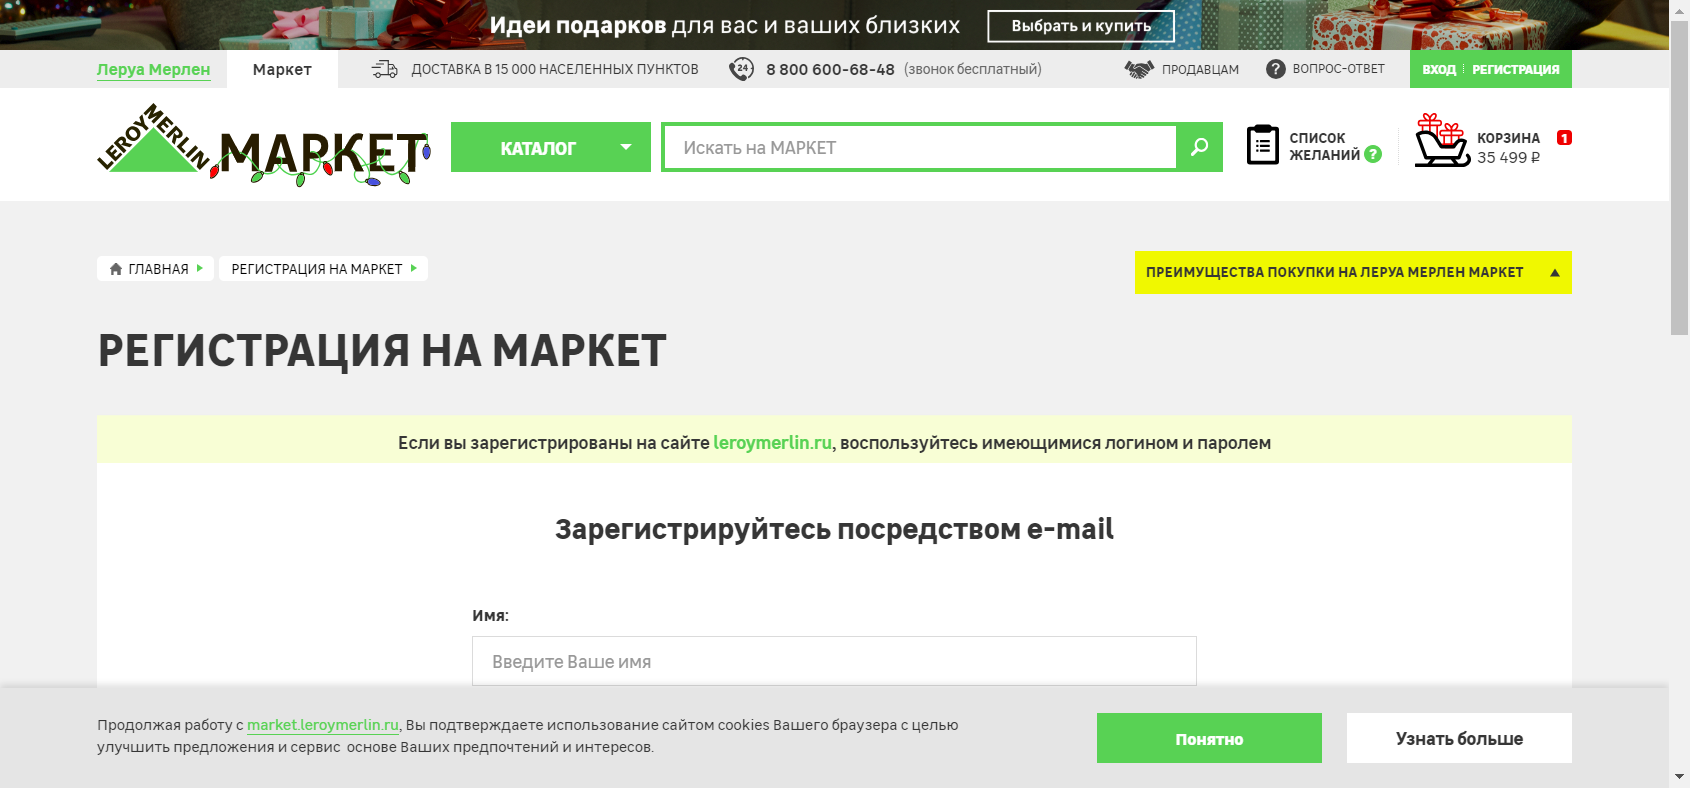 Идеи подарков для вас и ваших близких Выбрать и купить
Леруа Мерлен Маркет ДОСТАВКА В 15 000 НАСЕЛЕННЫХ ПУНКТОВ 24 8 800 600-68-48 (звонок бесплатный) ПРОДАВЦАМ ? ВОПРОС-ОТВЕТ ВХОД РЕГИСТРАЦИЯ
LEROY MERLIN МАРКЕТ
КАТАЛОГ
Искать на МАРКЕТ
СПИСОК
ЖЕЛАНИЙ ?
КОРЗИНА 1
35 499 ₽
ГЛАВНАЯ РЕГИСТРАЦИЯ НА МАРКЕТ
ПРЕИМУЩЕСТВА ПОКУПКИ НА ЛЕРУА МЕРЛЕН МАРКЕТ
РЕГИСТРАЦИЯ НА МАРКЕТ
Если вы зарегистрированы на сайте leroymerlin.ru, воспользуйтесь имеющимися логином и паролем
Зарегистрируйтесь посредством e-mail
Имя:
Введите Ваше имя
Продолжая работу с market.leroymerlin.ru, Вы подтверждаете использование сайтом cookies Вашего браузера с целью
улучшить предложения и сервис основе Ваших предпочтений и интересов.
Понятно
Узнать больше